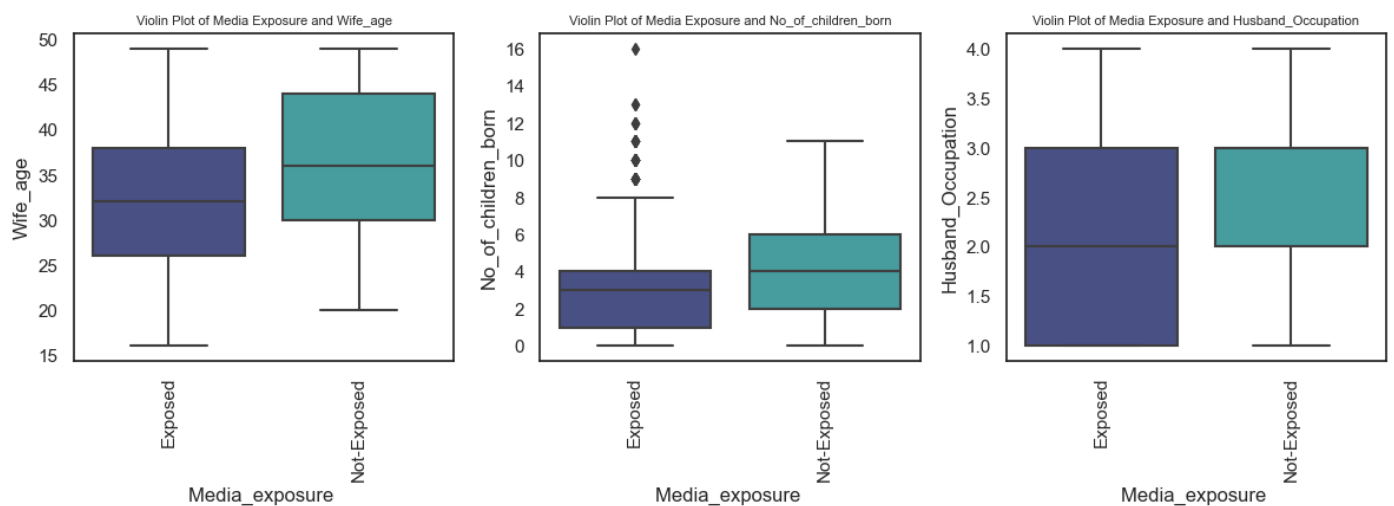 Violin Plot of Media Exposure and Wife_age
50
45
40
35
30
25
20
15
Wife_age
Exposed
Not-Exposed
Media_exposure
Violin Plot of Media Exposure and No_of_children_born
16
14
12
10
8
6
4
2
0
No_of_children_born
Exposed
Not-Exposed
Media_exposure
Violin Plot of Media Exposure and Husband_Occupation
4.0
3.5
3.0
2.5
2.0
1.5
1.0
Husband_Occupation
Exposed
Not-Exposed
Media_exposure